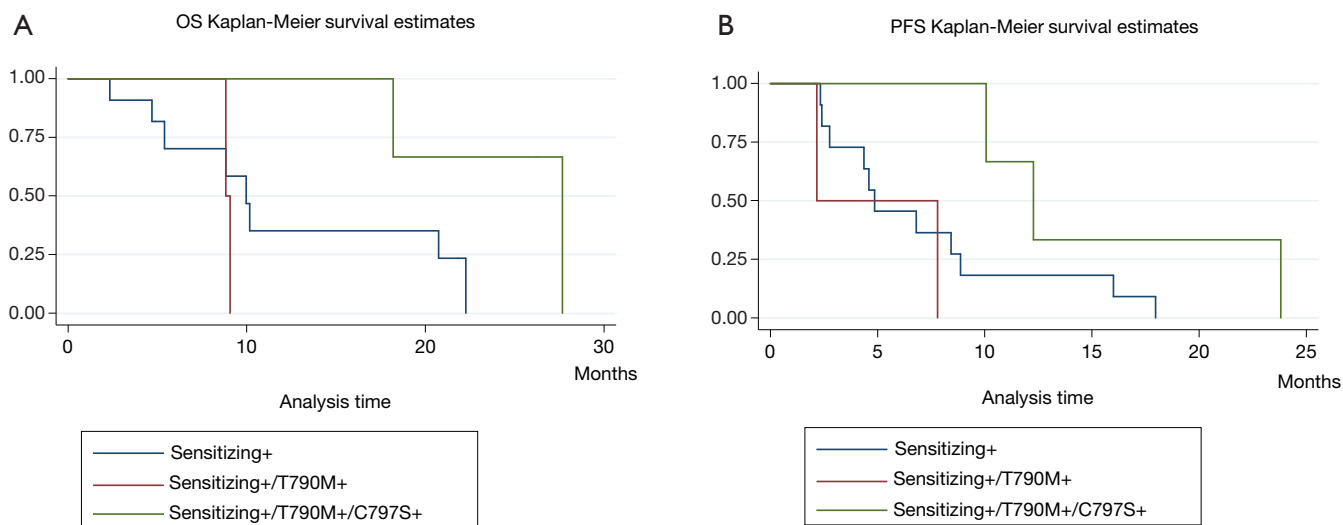 A
OS Kaplan-Meier survival estimates
1.00
0.75
0.50
0.25
0.00
0 10 20 30
Months
Analysis time
Sensitizing+
Sensitizing+/T790M+
Sensitizing+/T790M+/C797S+
B
PFS Kaplan-Meier survival estimates
1.00
0.75
0.50
0.25
0.00
0 5 10 15 20 25
Months
Analysis time
Sensitizing+
Sensitizing+/T790M+
Sensitizing+/T790M+/C797S+